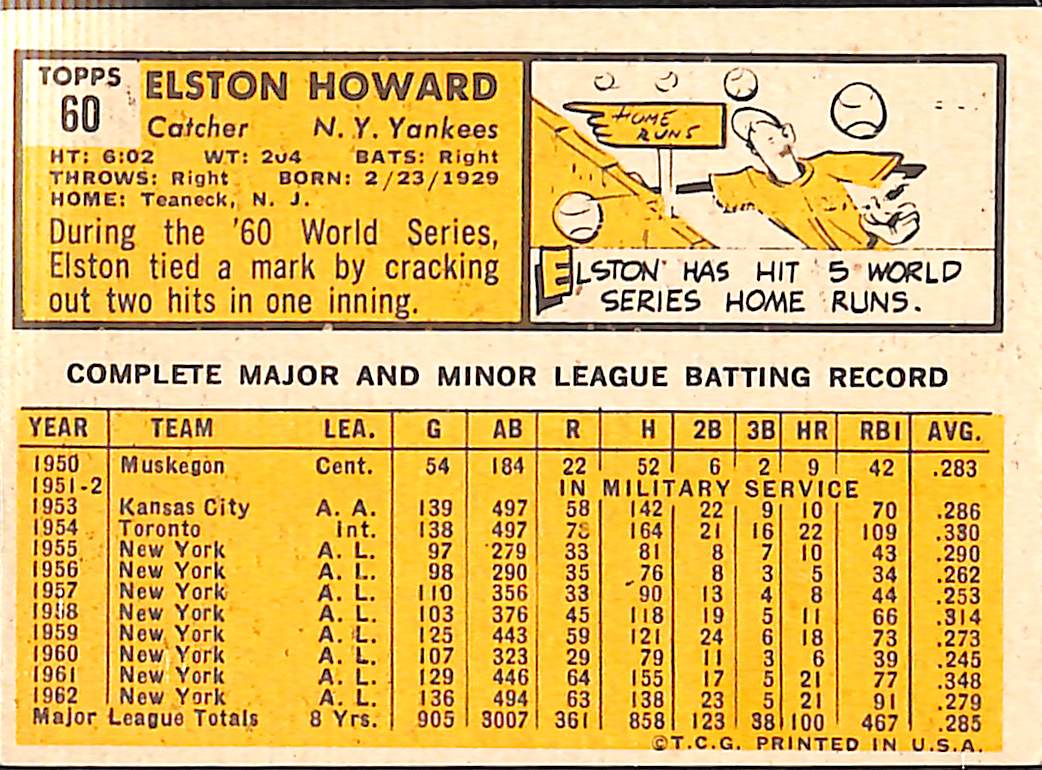 TOPPS
60
ELSTON HOWARD
Catcher N. Y. Yankees
HT: 6:02 WT: 204 BATS: Right
THROWS: Right BORN: 2/23/1929
HOME: Teaneck, N. J.
During the '60 World Series,
Elston tied a mark by cracking
out two hits in one inning.
HOME
RUNS
ELSTON HAS HIT 5 WORLD
SERIES HOME RUNS.
COMPLETE MAJOR AND MINOR LEAGUE BATTING RECORD
YEAR TEAM LEA. G AB R H 2B 3B HR RBI AVG.
1950 Muskegon Cent. 54 184 22 52 6 2 9 42 .283
1951-2 IN MILITARY SERVICE
1953 Kansas City A. A. 139 497 58 142 22 9 10 70 .286
1954 Toronto Int. 138 497 78 164 21 16 22 109 .330
1955 New York A. L. 97 279 33 81 8 7 10 43 .290
1956 New York A. L. 98 290 35 76 8 3 5 34 .262
1957 New York A. L. 110 356 33 90 13 4 8 44 .253
1958 New York A. L. 103 376 45 118 19 5 11 66 .314
1959 New York A. L. 125 443 59 121 24 6 18 73 .273
1960 New York A. L. 107 323 29 79 11 3 6 39 .245
1961 New York A. L. 129 446 64 155 17 5 21 77 .348
1962 New York A. L. 136 494 63 138 23 5 21 91 .279
Major League Totals 8 Yrs. 905 3007 361 858 123 38 100 467 .285
©T.C.G. PRINTED IN U.S.A.